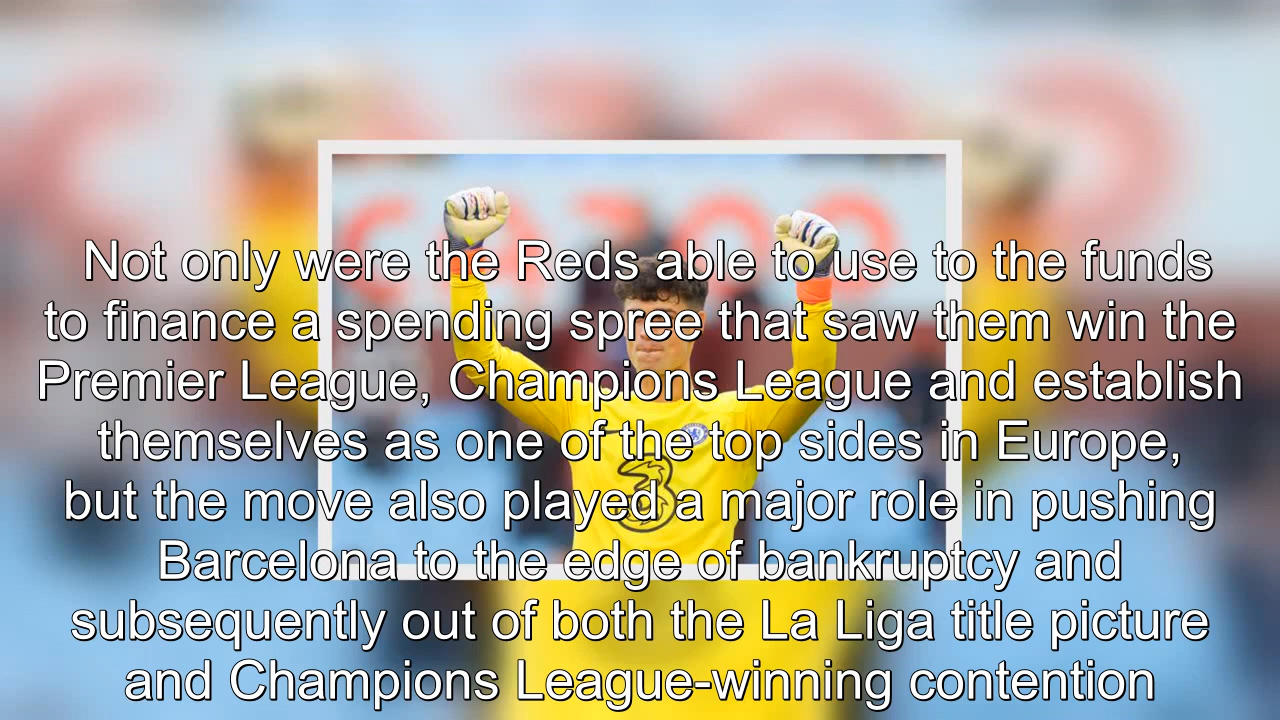 CAZOO
Not only were the Reds able to use to the funds
to finance a spending spree that saw them win the
Premier League, Champions League and establish
themselves as one of the top sides in Europe,
but the move also played a major role in pushing
Barcelona to the edge of bankruptcy and
subsequently out of both the La Liga title picture
and Champions League-winning contention
3